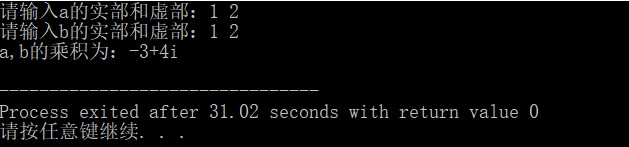 请输入a的实部和虚部：1 2
请输入b的实部和虚部：1 2
a,b的乘积为：-3+4i
--------------------------------
Process exited after 31.02 seconds with return value 0
请按任意键继续. . .